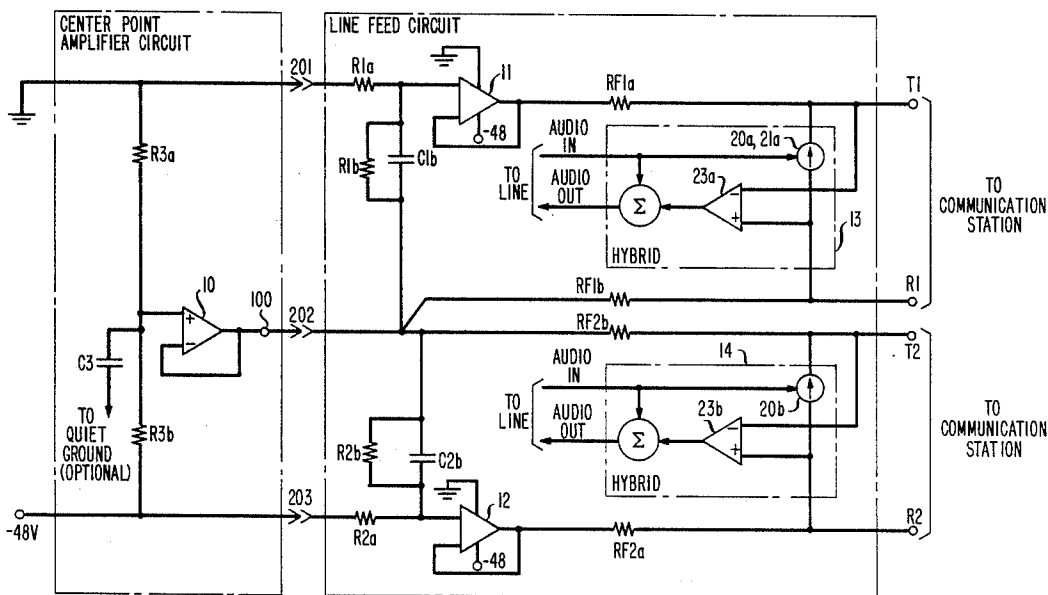 CENTER POINT
AMPLIFIER CIRCUIT
LINE FEED CIRCUIT
201
R1a
11
RF1a
T1
-48
R3a
R1b
C1b
AUDIO
IN
TO
LINE
AUDIO
OUT
Σ
23a
-
+
20a, 21a
HYBRID
13
TO
COMMUNICATION
STATION
10
100
202
+
-
RF1b
R1
RF2b
T2
C3
TO
QUIET
GROUND
(OPTIONAL)
R3b
R2b
C2b
AUDIO
IN
TO
LINE
AUDIO
OUT
Σ
14
23b
-
+
20b
HYBRID
TO
COMMUNICATION
STATION
-48V
203
R2a
12
-48
RF2a
R2